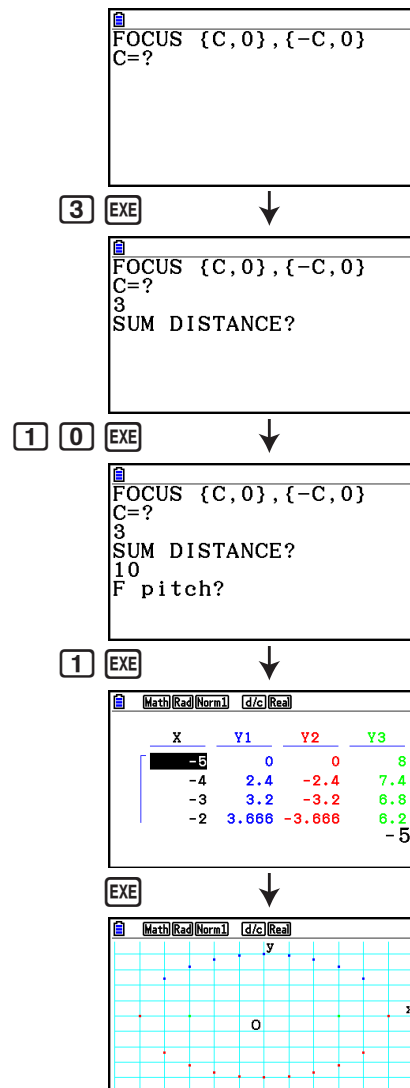 FOCUS {C,0},{-C,0}
C=?
3 EXE
FOCUS {C,0},{-C,0}
C=?
3
SUM DISTANCE?
1 0 EXE
FOCUS {C,0},{-C,0}
C=?
3
SUM DISTANCE?
10
F pitch?
1 EXE
Math Rad Norm1 d/c Real
X Y1 Y2 Y3
-5 0 0 8
-4 2.4 -2.4 7.4
-3 3.2 -3.2 6.8
-2 3.666 -3.666 6.2
-5
EXE
Math Rad Norm1 d/c Real
y
x
O